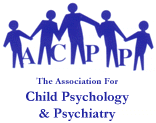 A C P P
The Association For
Child Psychology
& Psychiatry